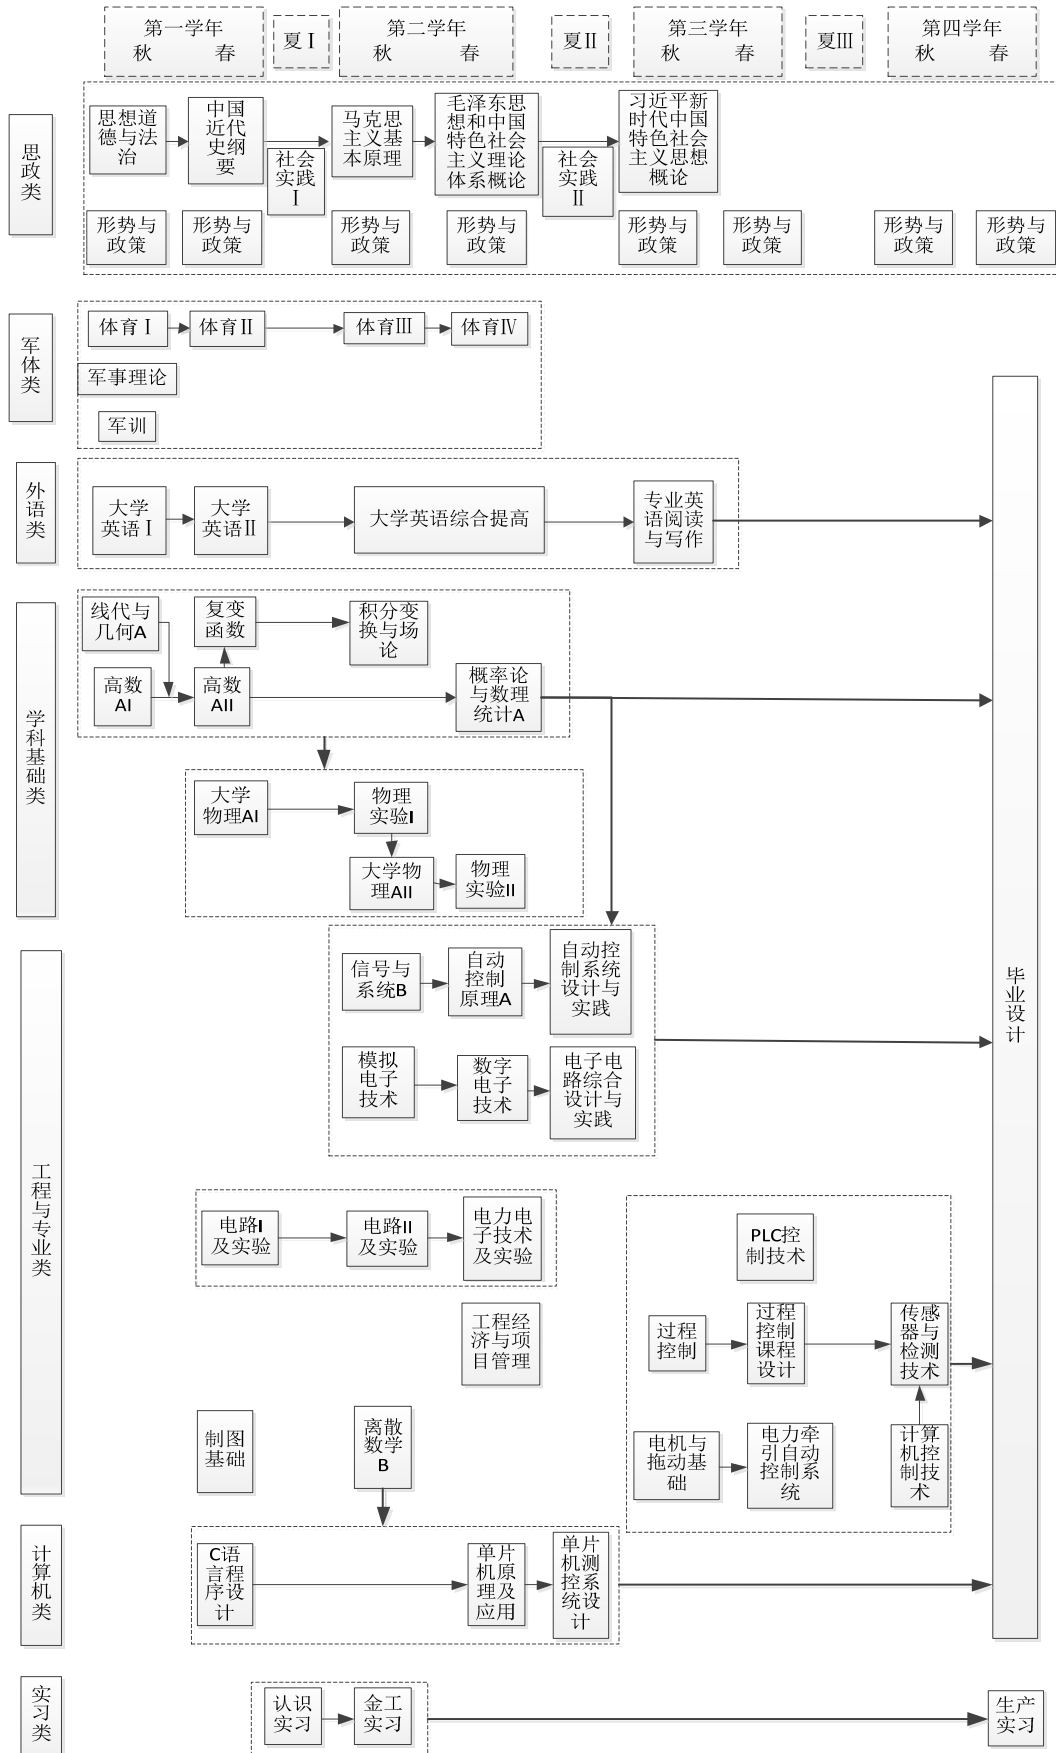 第一学年
秋 春
夏Ⅰ
第二学年
秋 春
夏Ⅱ
第三学年
秋 春
夏Ⅲ
第四学年
秋 春
思政类
思想道
德与法
治
中国
近代
史纲
要
社会
实践
Ⅰ
马克思
主义基
本原理
毛泽东思
想和中国
特色社会
主义理论
体系概论
社会
实践
Ⅱ
习近平新
时代中国
特色社会
主义思想
概论
形势与
政策
形势与
政策
形势与
政策
形势与
政策
形势与
政策
形势与
政策
形势与
政策
形势与
政策
军体类
体育Ⅰ
体育Ⅱ
体育Ⅲ
体育Ⅳ
军事理论
军训
外语类
大学
英语Ⅰ
大学
英语Ⅱ
大学英语综合提高
专业英
语阅读
与写作
学科基础类
线代与
几何A
复变
函数
积分变
换与场
论
高数
AI
高数
AII
概率论
与数理
统计A
大学
物理AI
物理
实验I
大学物
理AII
物理
实验II
毕业设计
工程与专业类
信号与
系统B
自动
控制
原理A
自动控
制系统
设计与
实践
模拟
电子
技术
数字
电子
技术
电子电
路综合
设计与
实践
电路I
及实验
电路II
及实验
电力电
子技术
及实验
PLC控
制技术
工程经
济与项
目管理
过程
控制
过程
控制
课程
设计
传感
器与
检测
技术
制图
基础
离散
数学
B
电机与
拖动基
础
电力牵
引自动
控制系
统
计算
机控
制技
术
计算机类
C语
言程
序设
计
单片
机原
理及
应用
单片
机测
控系
统设
计
实习类
认识
实习
金工
实习
生产
实习